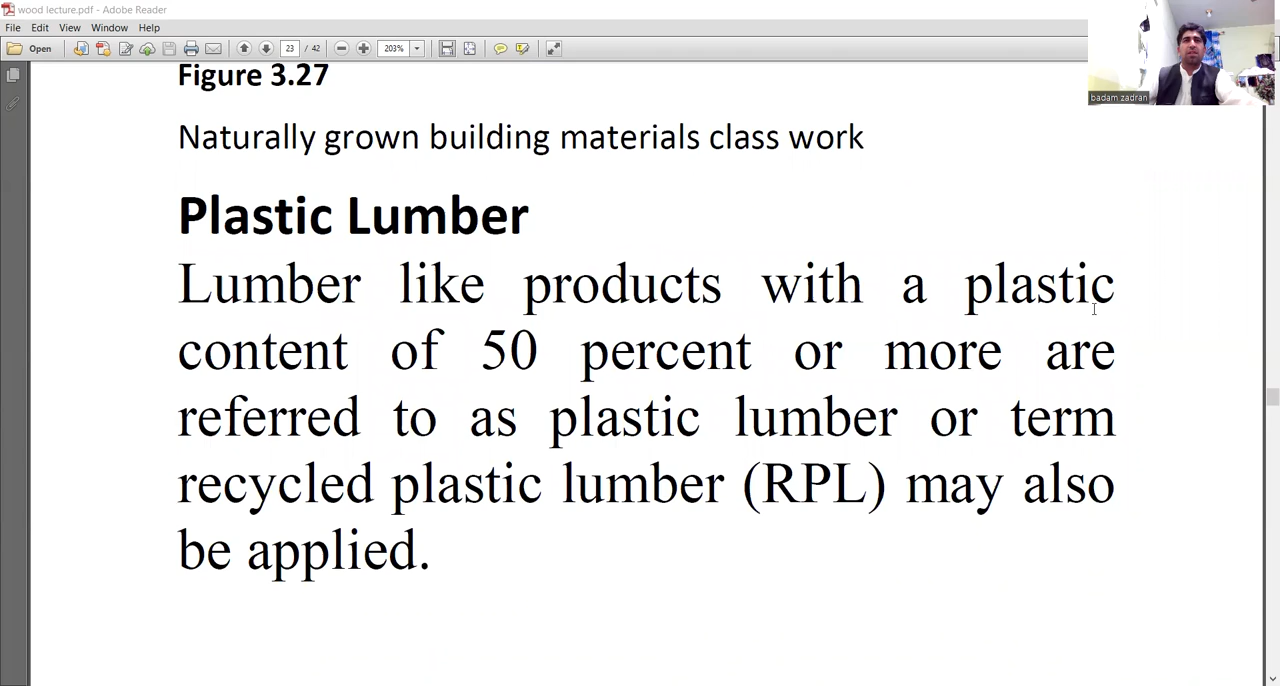 wood lecture.pdf - Adobe Reader
File Edit View Window Help
Open 23 / 42 203%
badam zadran
Figure 3.27
Naturally grown building materials class work
Plastic Lumber
Lumber like products with a plastic
content of 50 percent or more are
referred to as plastic lumber or term
recycled plastic lumber (RPL) may also
be applied.